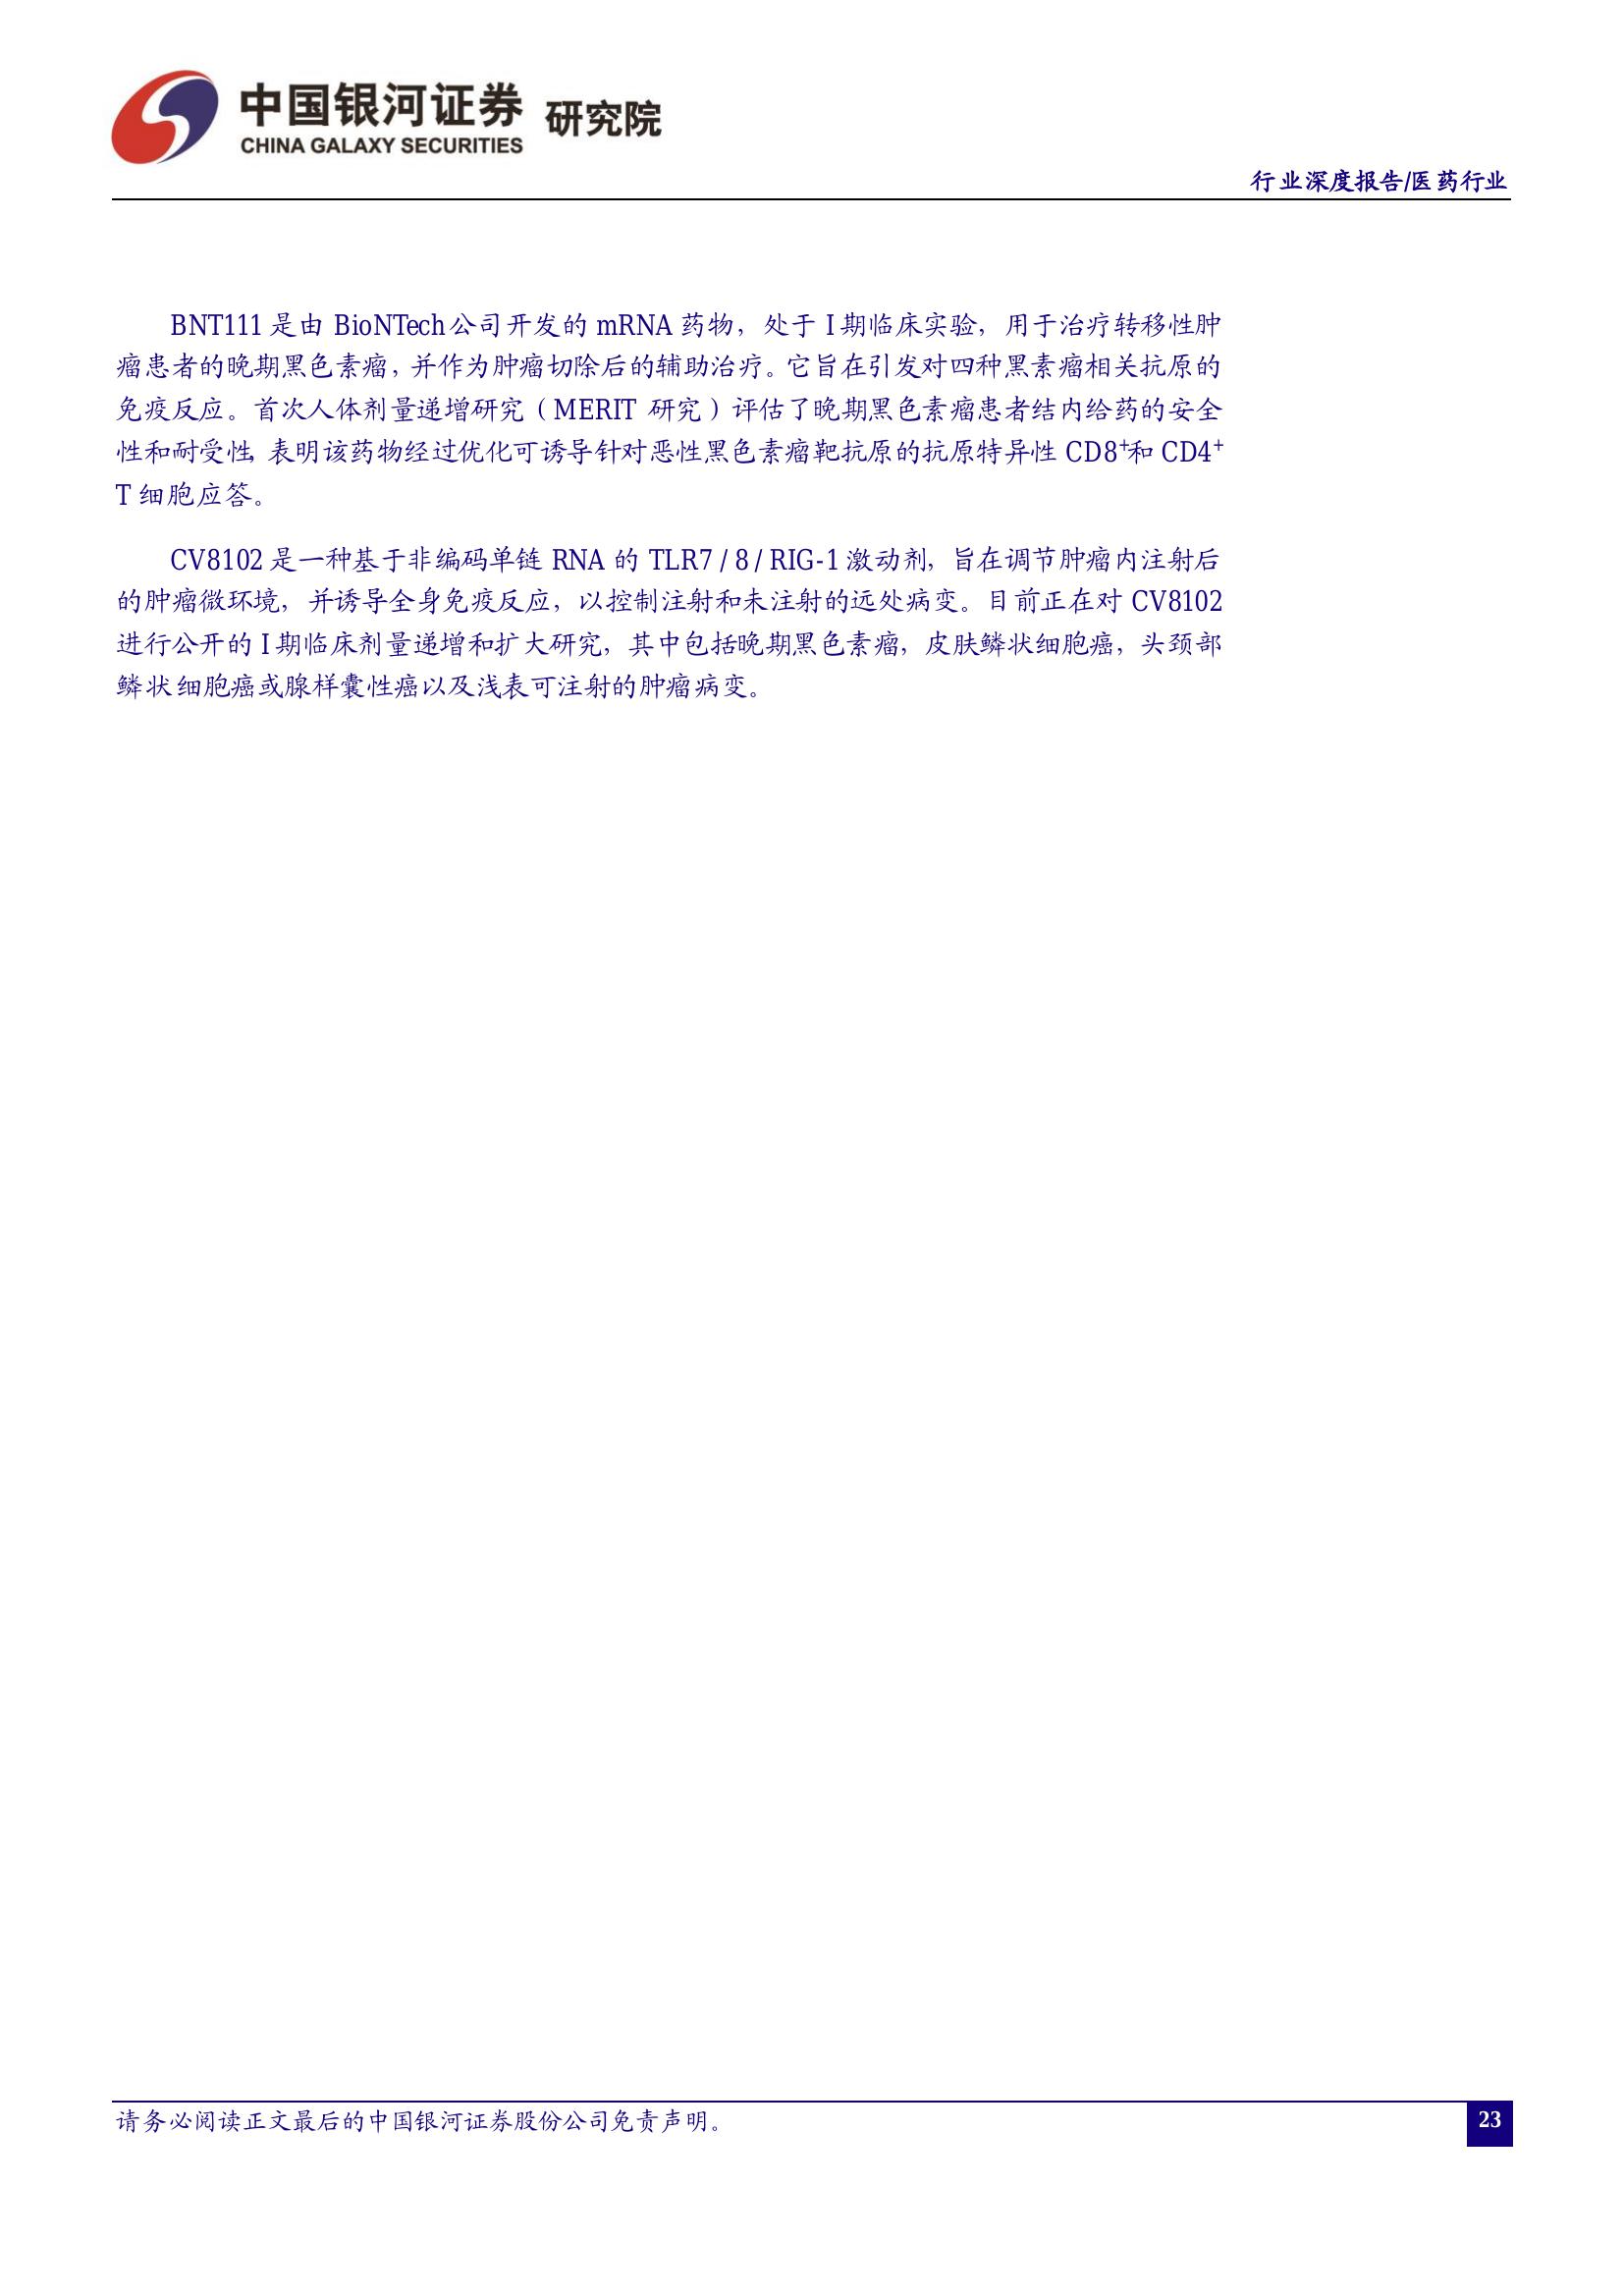 中国银河证券 研究院
CHINA GALAXY SECURITIES
行业深度报告/医药行业
BNT111 是由 BioNTech 公司开发的 mRNA 药物，处于 I 期临床实验，用于治疗转移性肿
瘤患者的晚期黑色素瘤，并作为肿瘤切除后的辅助治疗。它旨在引发对四种黑素瘤相关抗原的
免疫反应。首次人体剂量递增研究（MERIT 研究）评估了晚期黑色素瘤患者结内给药的安全
性和耐受性，表明该药物经过优化可诱导针对恶性黑色素瘤靶抗原的抗原特异性 CD8⁺和 CD4⁺
T 细胞应答。
CV8102 是一种基于非编码单链 RNA 的 TLR7 / 8 / RIG-1 激动剂，旨在调节肿瘤内注射后
的肿瘤微环境，并诱导全身免疫反应，以控制注射和未注射的远处病变。目前正在对 CV8102
进行公开的 I 期临床剂量递增和扩大研究，其中包括晚期黑色素瘤，皮肤鳞状细胞癌，头颈部
鳞状细胞癌或腺样囊性癌以及浅表可注射的肿瘤病变。
请务必阅读正文最后的中国银河证券股份公司免责声明。
23